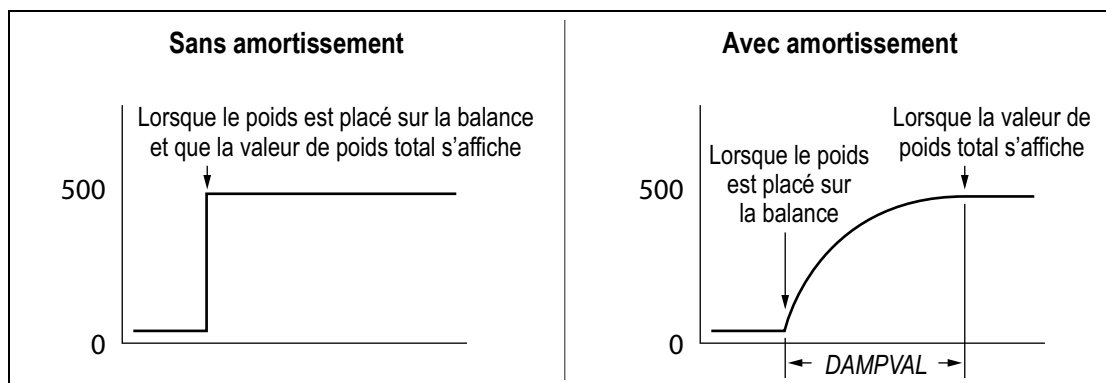 Sans amortissement
Lorsque le poids est placé sur la balance
et que la valeur de poids total s’affiche
500
0
Avec amortissement
Lorsque la valeur de
poids total s’affiche
Lorsque le poids
est placé sur
la balance
500
0
DAMPVAL